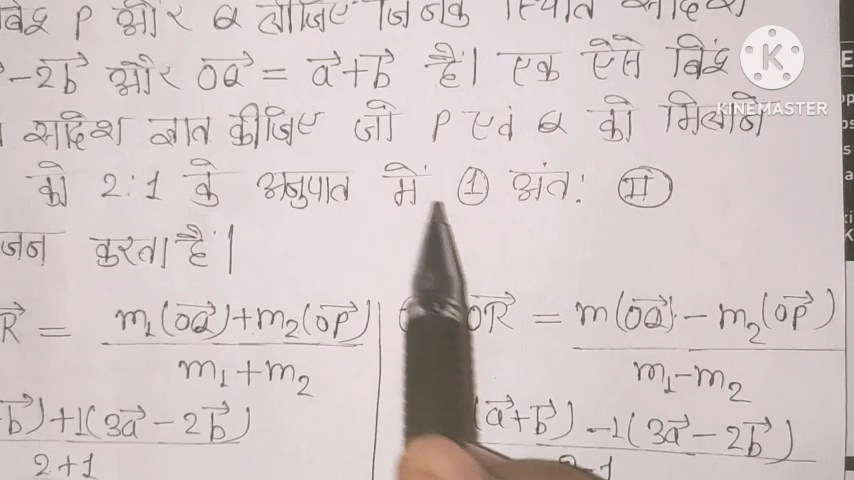 बिंदु P और Q लीजिए जिनके स्थिति सदिश
-2b⃗ और OQ⃗ = a⃗+b⃗ हैं। एक ऐसे बिंदु
सदिश ज्ञात कीजिए जो P एवं Q को मिलाने
को 2:1 के अनुपात में ① अंत: ⓘⓘ
जन करता है।
R⃗ = m₁(OQ⃗)+m₂(OP⃗) / m₁+m₂
OR⃗ = m(OQ⃗) - m₂(OP⃗) / m₁-m₂
b⃗)+1(3a⃗-2b⃗) / 2+1
(a⃗+b⃗) -1(3a⃗-2b⃗)
K
KINEMASTER